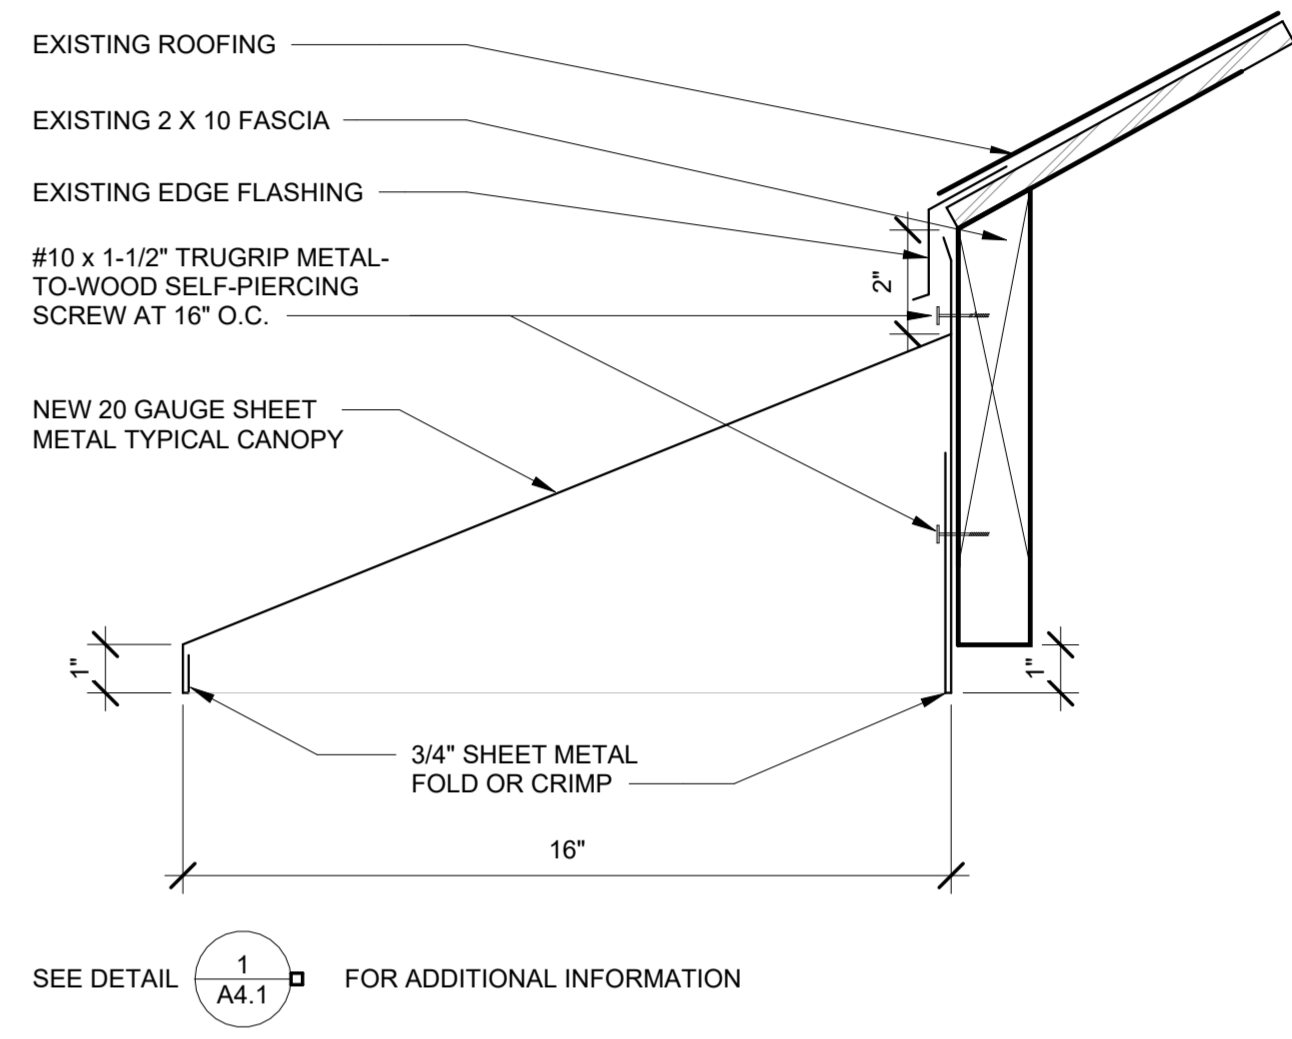 EXISTING ROOFING
EXISTING 2 X 10 FASCIA
EXISTING EDGE FLASHING
#10 x 1-1/2" TRUGRIP METAL-
TO-WOOD SELF-PIERCING
SCREW AT 16" O.C.
2"
NEW 20 GAUGE SHEET
METAL TYPICAL CANOPY
1"
1"
3/4" SHEET METAL
FOLD OR CRIMP
16"
SEE DETAIL
1
A4.1
FOR ADDITIONAL INFORMATION